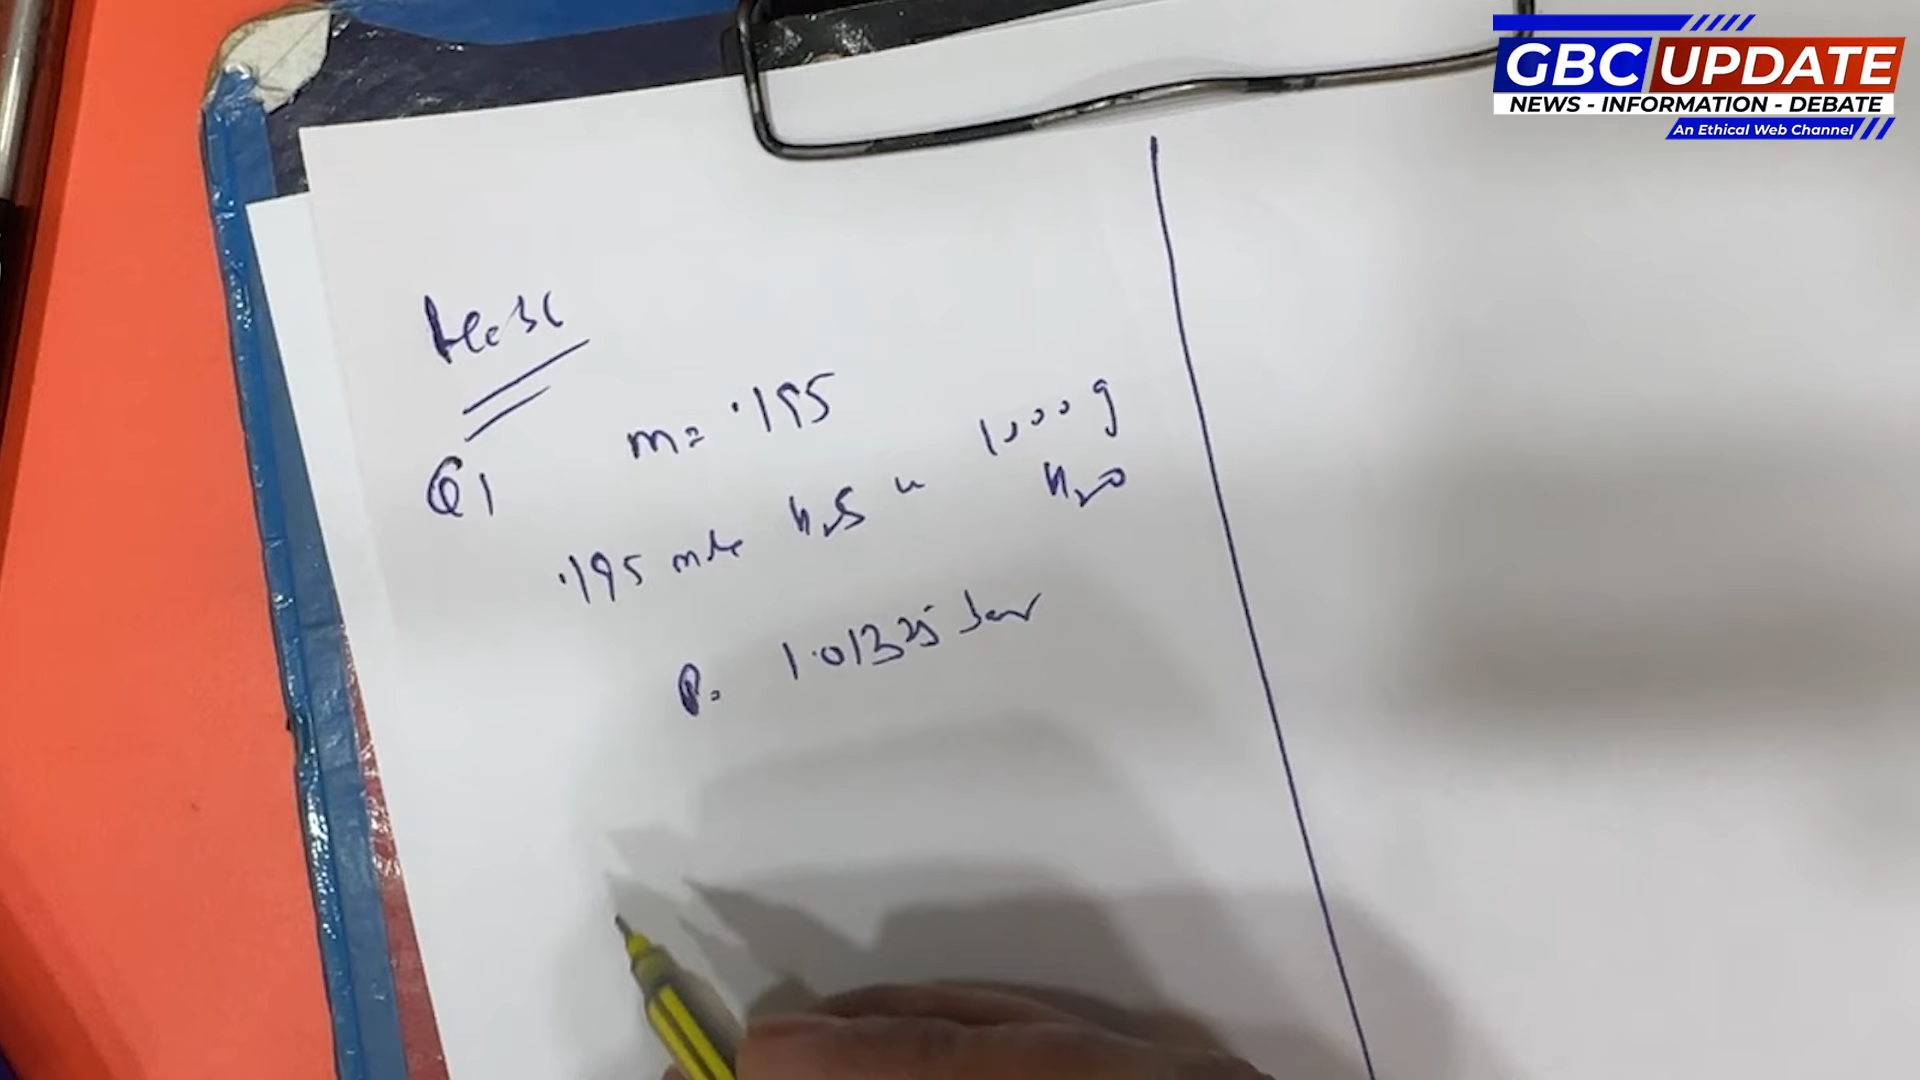 GBC UPDATE
NEWS - INFORMATION - DEBATE
An Ethical Web Channel
Q1
m= .195
.195 mole H2S in 1000 g
H2O
P= 1.01325 bar